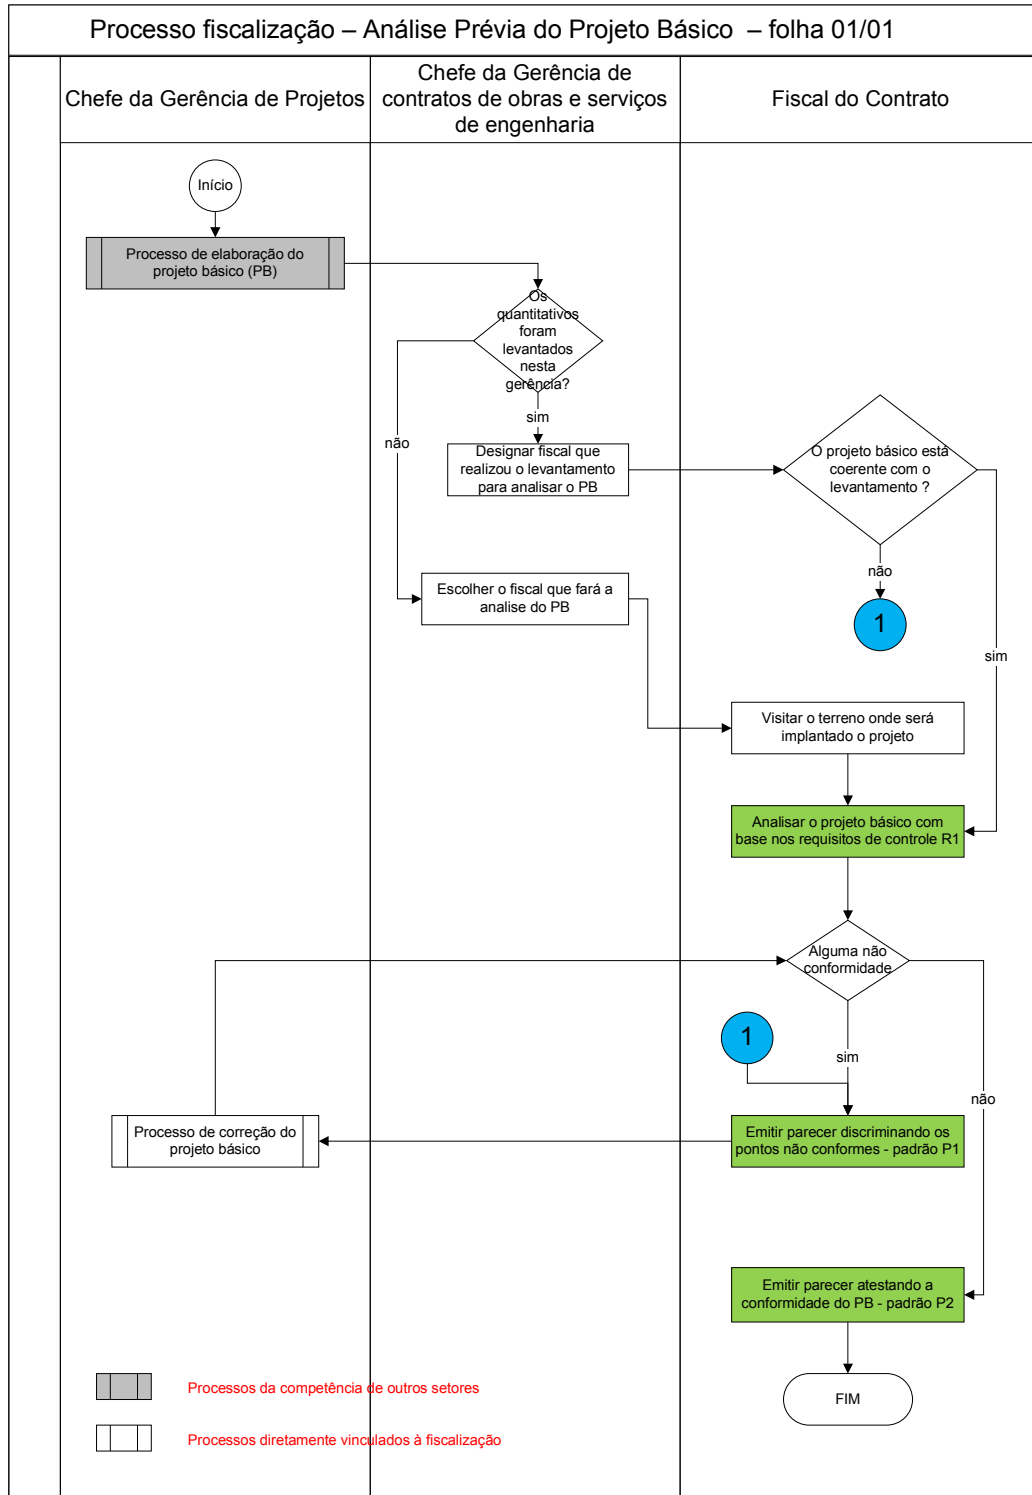 Processo fiscalização – Análise Prévia do Projeto Básico – folha 01/01
Chefe da Gerência de Projetos
Chefe da Gerência de
contratos de obras e serviços
de engenharia
Fiscal do Contrato
Início
Processo de elaboração do
projeto básico (PB)
Os
quantitativos
foram
levantados
nesta
gerência?
sim
não
Designar fiscal que
realizou o levantamento
para analisar o PB
O projeto básico está
coerente com o
levantamento ?
não
1
sim
Escolher o fiscal que fará a
analise do PB
Visitar o terreno onde será
implantado o projeto
Analisar o projeto básico com
base nos requisitos de controle R1
Alguma não
conformidade
1
sim
não
Processo de correção do
projeto básico
Emitir parecer discriminando os
pontos não conformes - padrão P1
Emitir parecer atestando a
conformidade do PB - padrão P2
FIM
Processos da competência de outros setores
Processos diretamente vinculados à fiscalização